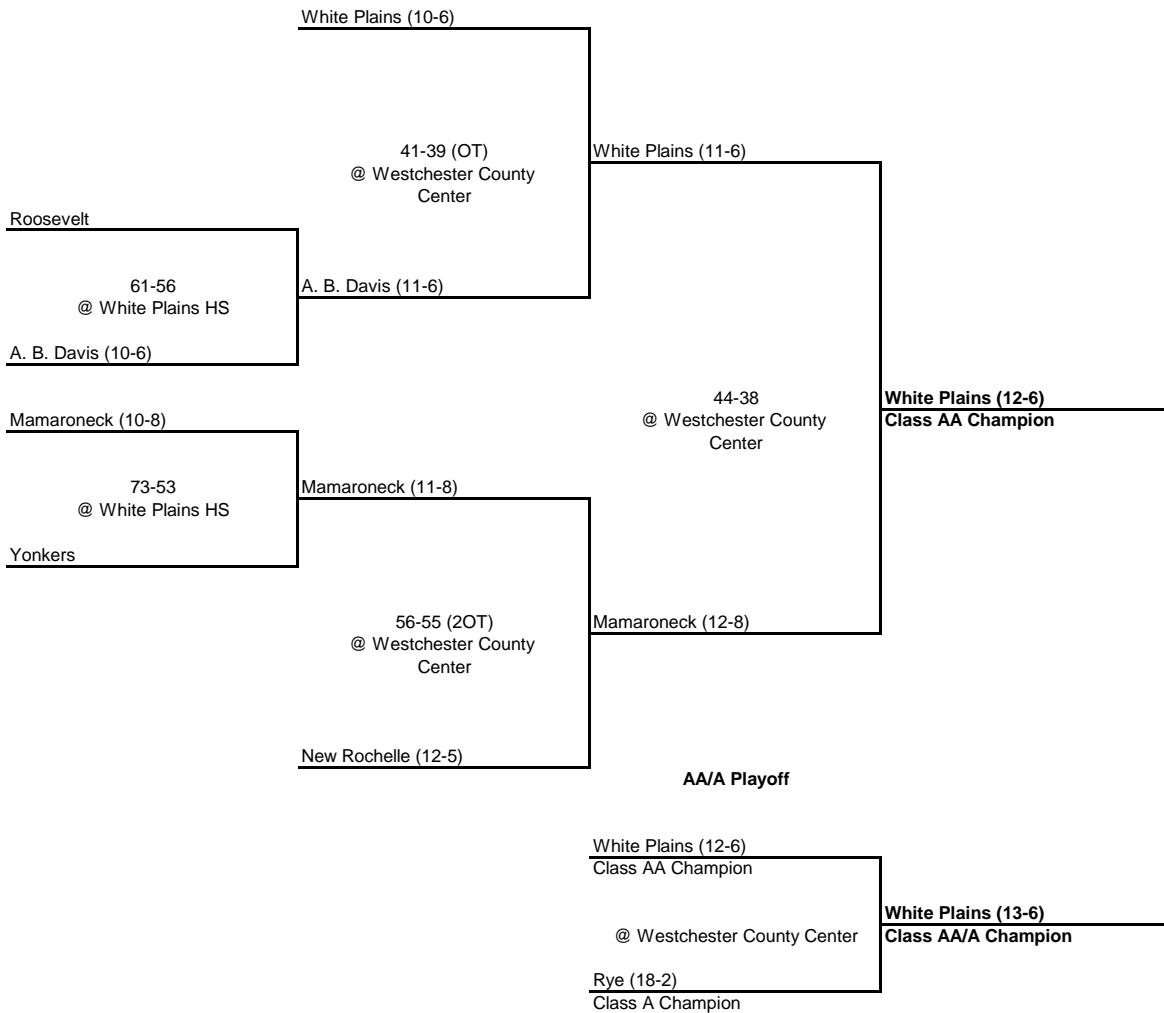 White Plains (10-6)
41-39 (OT)
@ Westchester County
Center
White Plains (11-6)
Roosevelt
61-56
@ White Plains HS
A. B. Davis (11-6)
A. B. Davis (10-6)
44-38
@ Westchester County
Center
White Plains (12-6)
Class AA Champion
Mamaroneck (10-8)
73-53
@ White Plains HS
Mamaroneck (11-8)
Yonkers
56-55 (2OT)
@ Westchester County
Center
Mamaroneck (12-8)
New Rochelle (12-5)
AA/A Playoff
White Plains (12-6)
Class AA Champion
@ Westchester County Center
White Plains (13-6)
Class AA/A Champion
Rye (18-2)
Class A Champion